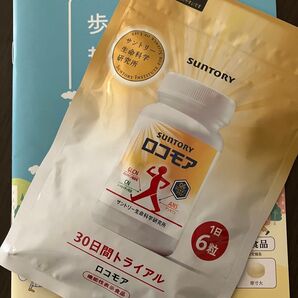 歩
サントリー
生命科学
研究所
SUNTORY
SUNTORY
ロコモア
サントリー生命科学研究所
1日
6粒
30日間トライアル
ロコモア
機能性表示食品
食品